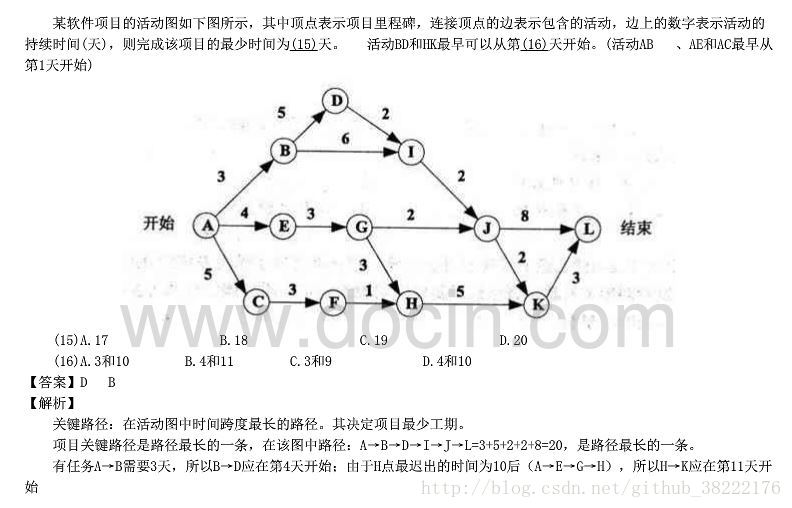 某软件项目的活动图如下图所示，其中顶点表示项目里程碑，连接顶点的边表示包含的活动，边上的数字表示活动的
持续时间(天)，则完成该项目的最少时间为(15)天。 活动BD和HK最早可以从第(16)天开始。(活动AB 、AE和AC最早从
第1天开始)
D
5 2
B 6 I
3 2
开始 A 4 E 3 G 2 J 8 L 结束
5 3 2 3
C 3 F 1 H 5 K
www.docin.com
(15)A.17 B.18 C.19 D.20
(16)A.3和10 B.4和11 C.3和9 D.4和10
【答案】D B
【解析】
关键路径：在活动图中时间跨度最长的路径。其决定项目最少工期。
项目关键路径是路径最长的一条，在该图中路径：A→B→D→I→J→L=3+5+2+2+8=20，是路径最长的一条。
有任务A→B需要3天，所以B→D应在第4天开始；由于H点最迟出的时间为10后（A→E→G→H），所以H→K应在第11天开
始
http://blog.csdn.net/github_38222176